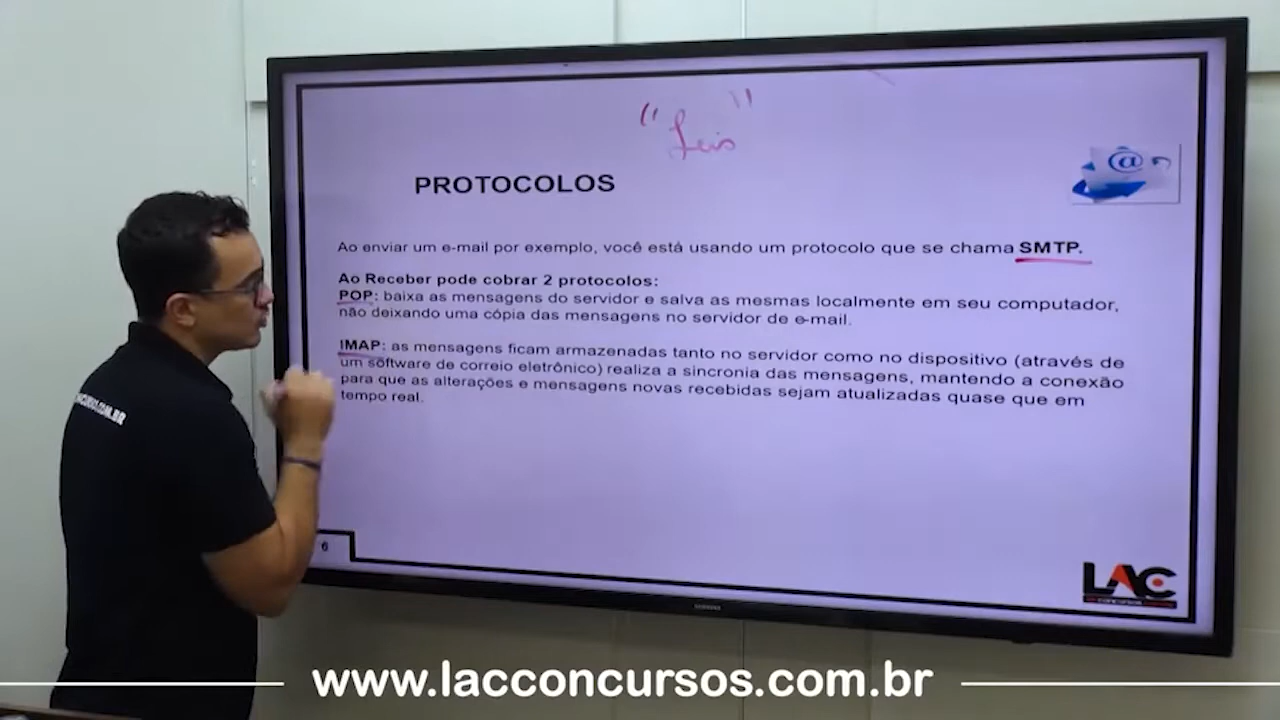 "Leis"
PROTOCOLOS
Ao enviar um e-mail por exemplo, você está usando um protocolo que se chama SMTP.
Ao Receber pode cobrar 2 protocolos:
POP: baixa as mensagens do servidor e salva as mesmas localmente em seu computador,
não deixando uma cópia das mensagens no servidor de e-mail.
IMAP: as mensagens ficam armazenadas tanto no servidor como no dispositivo (através de
um software de correio eletrônico) realiza a sincronia das mensagens, mantendo a conexão
para que as alterações e mensagens novas recebidas sejam atualizadas quase que em
tempo real.
6
LAC
NCURSOS.COM.BR
www.lacconcursos.com.br